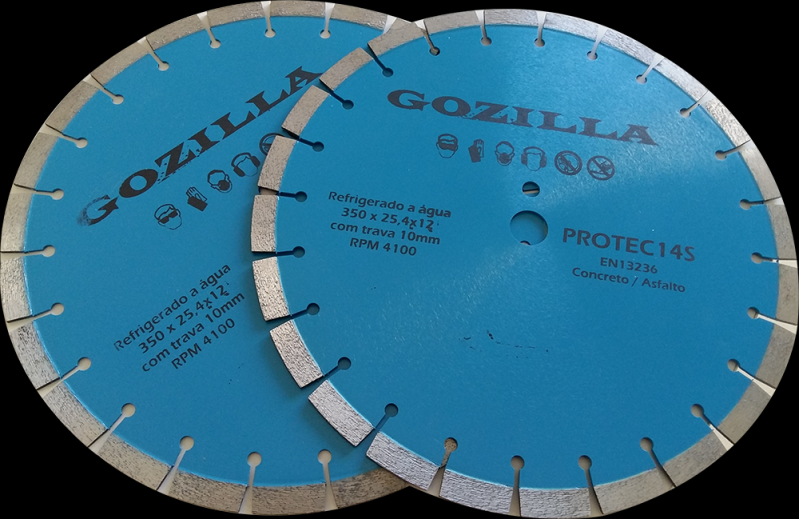 GOZILLA
Refrigerado a água
350 x 25,4x12
com trava 10mm
RPM 4100
GOZILLA
Refrigerado a água
350 x 25,4x12
com trava 10mm
RPM 4100
PROTEC14S
EN13236
Concreto / Asfalto